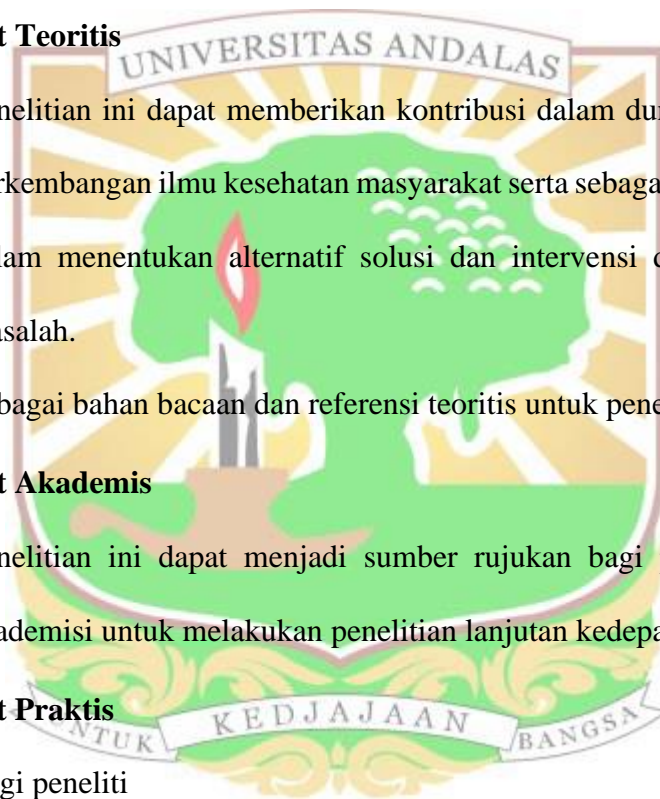 t Teoritis
UNIVERSITAS ANDALAS
nelitian ini dapat memberikan kontribusi dalam dun
rkembangan ilmu kesehatan masyarakat serta sebaga
lam menentukan alternatif solusi dan intervensi d
asalah.
bagai bahan bacaan dan referensi teoritis untuk pene
t Akademis
nelitian ini dapat menjadi sumber rujukan bagi
ademisi untuk melakukan penelitian lanjutan kedepa
t Praktis
NTUK KEDJAJAAN BANGSA
gi peneliti